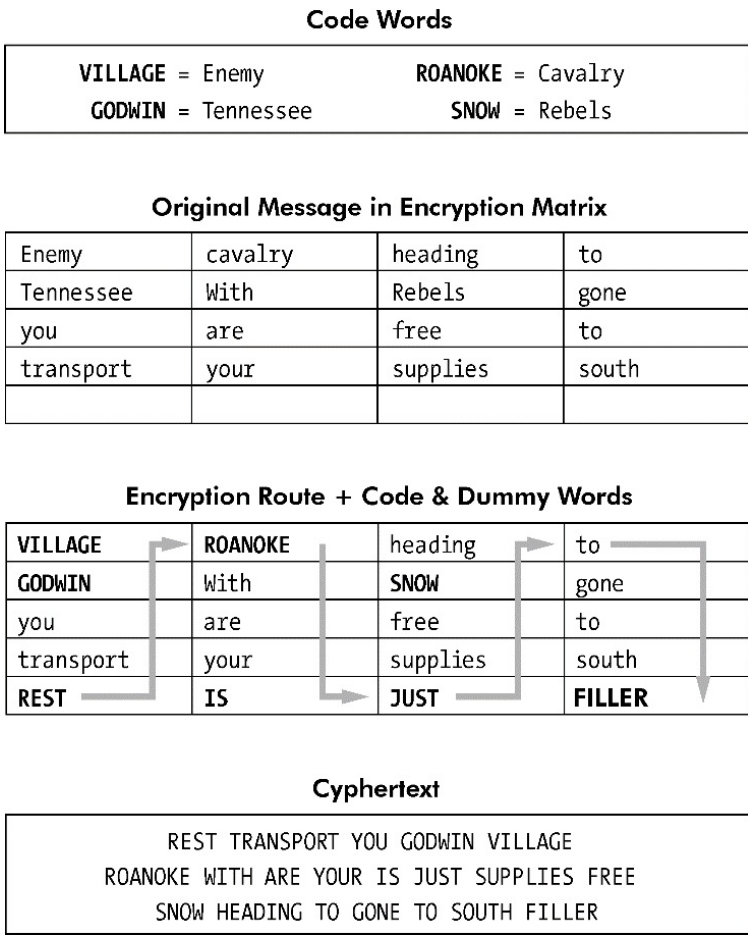 Code Words
VILLAGE = Enemy ROANOKE = Cavalry
GODWIN = Tennessee SNOW = Rebels
Original Message in Encryption Matrix
Enemy cavalry heading to
Tennessee With Rebels gone
you are free to
transport your supplies south
Encryption Route + Code & Dummy Words
VILLAGE ROANOKE heading to
GODWIN With SNOW gone
you are free to
transport your supplies south
REST IS JUST FILLER
Cyphertext
REST TRANSPORT YOU GODWIN VILLAGE
ROANOKE WITH ARE YOUR IS JUST SUPPLIES FREE
SNOW HEADING TO GONE TO SOUTH FILLER